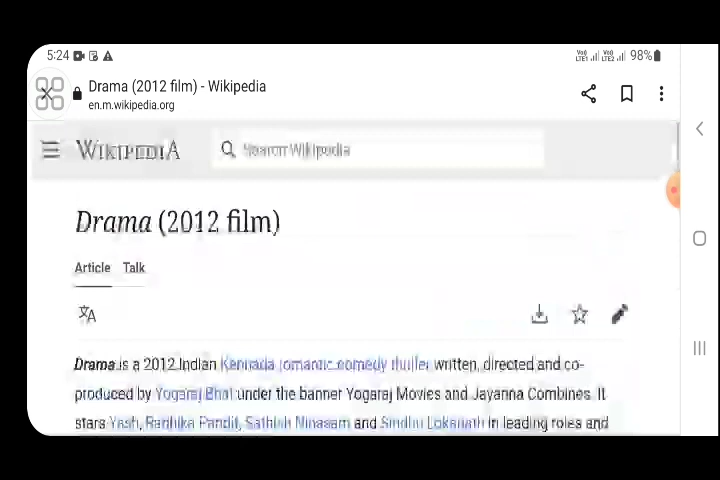 5:24 98%
Drama (2012 film) - Wikipedia
en.m.wikipedia.org
WIKIPEDIA Search Wikipedia
Drama (2012 film)
Article Talk
Drama is a 2012 Indian Kannada romantic comedy thriller written, directed and co-
produced by Yogaraj Bhat under the banner Yogaraj Movies and Jayanna Combines. It
stars Yash, Radhika Pandit, Sathish Ninasam and Sindhu Lokanath in leading roles and